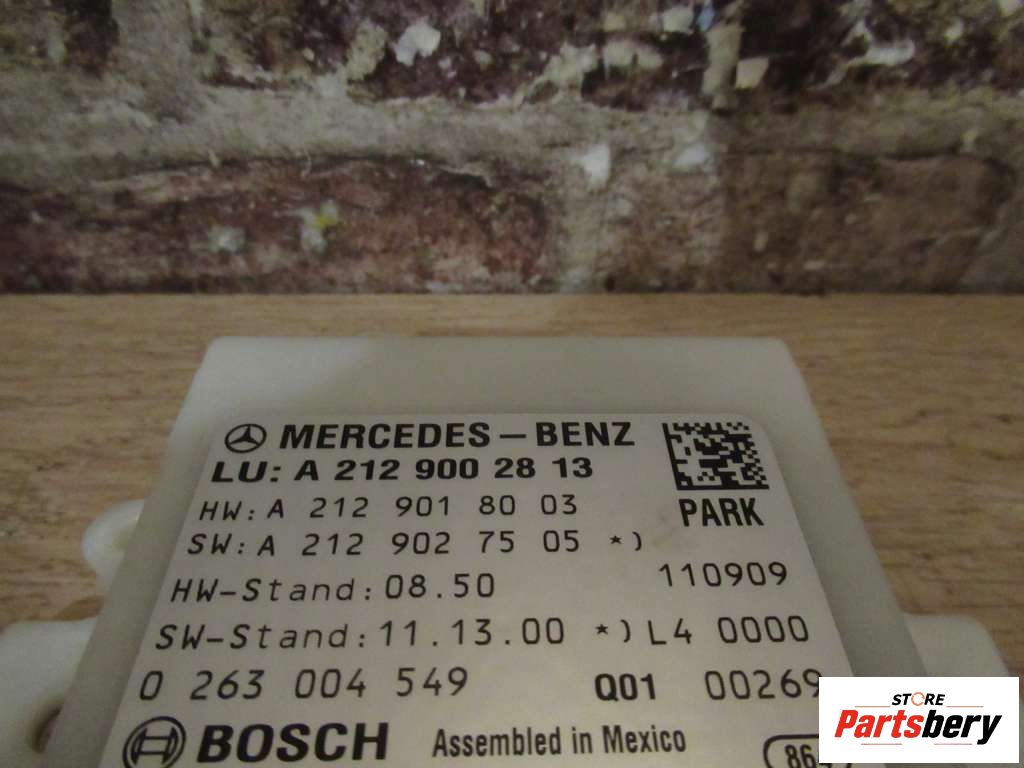 MERCEDES-BENZ
LU: A 212 900 28 13
HW: A 212 901 80 03
PARK
SW: A 212 902 75 05 *)
HW-Stand: 08.50
110909
SW-Stand: 11.13.00 *) L4 0000
0 263 004 549 Q01 00269
BOSCH Assembled in Mexico
STORE
Partsbery